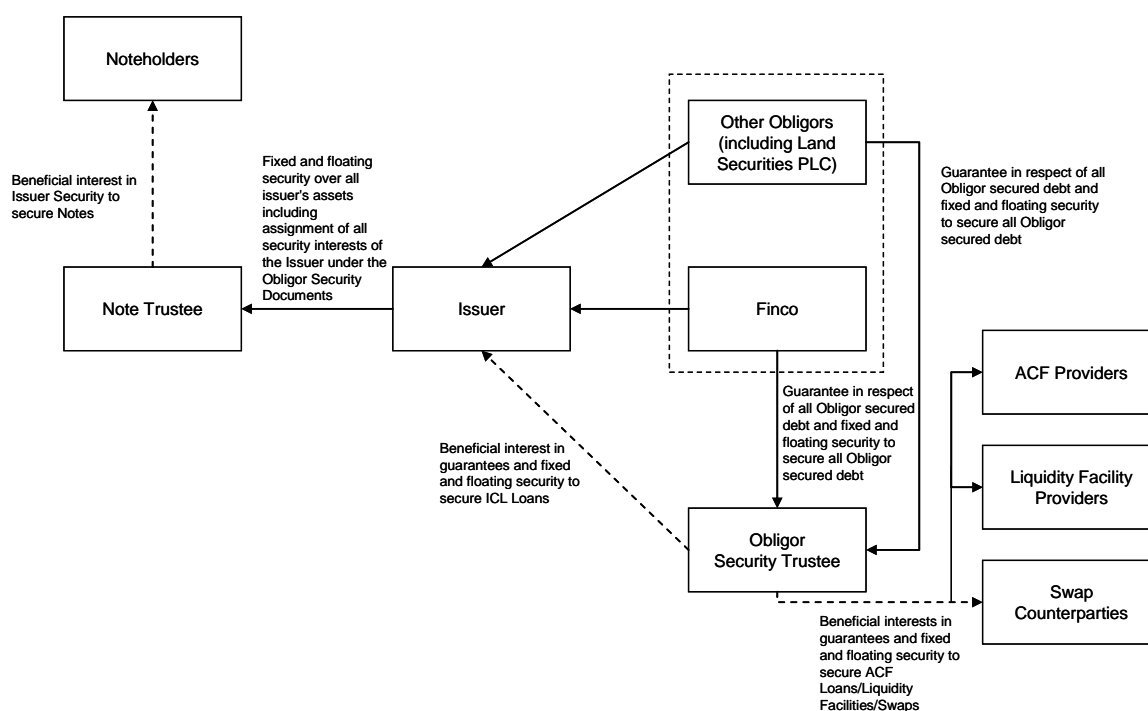 Noteholders
Beneficial interest in
Issuer Security to
secure Notes
Note Trustee
Fixed and floating
security over all
issuer's assets
including
assignment of all
security interests of
the Issuer under the
Obligor Security
Documents
Issuer
Other Obligors
(including Land
Securities PLC)
Finco
Guarantee in respect of all
Obligor secured debt and
fixed and floating security
to secure all Obligor
secured debt
Guarantee in respect
of all Obligor secured
debt and fixed and
floating security to
secure all Obligor
secured debt
Beneficial interest in
guarantees and fixed
and floating security to
secure ICL Loans
Obligor
Security Trustee
ACF Providers
Liquidity Facility
Providers
Swap
Counterparties
Beneficial interests in
guarantees and fixed
and floating security to
secure ACF
Loans/Liquidity
Facilities/Swaps